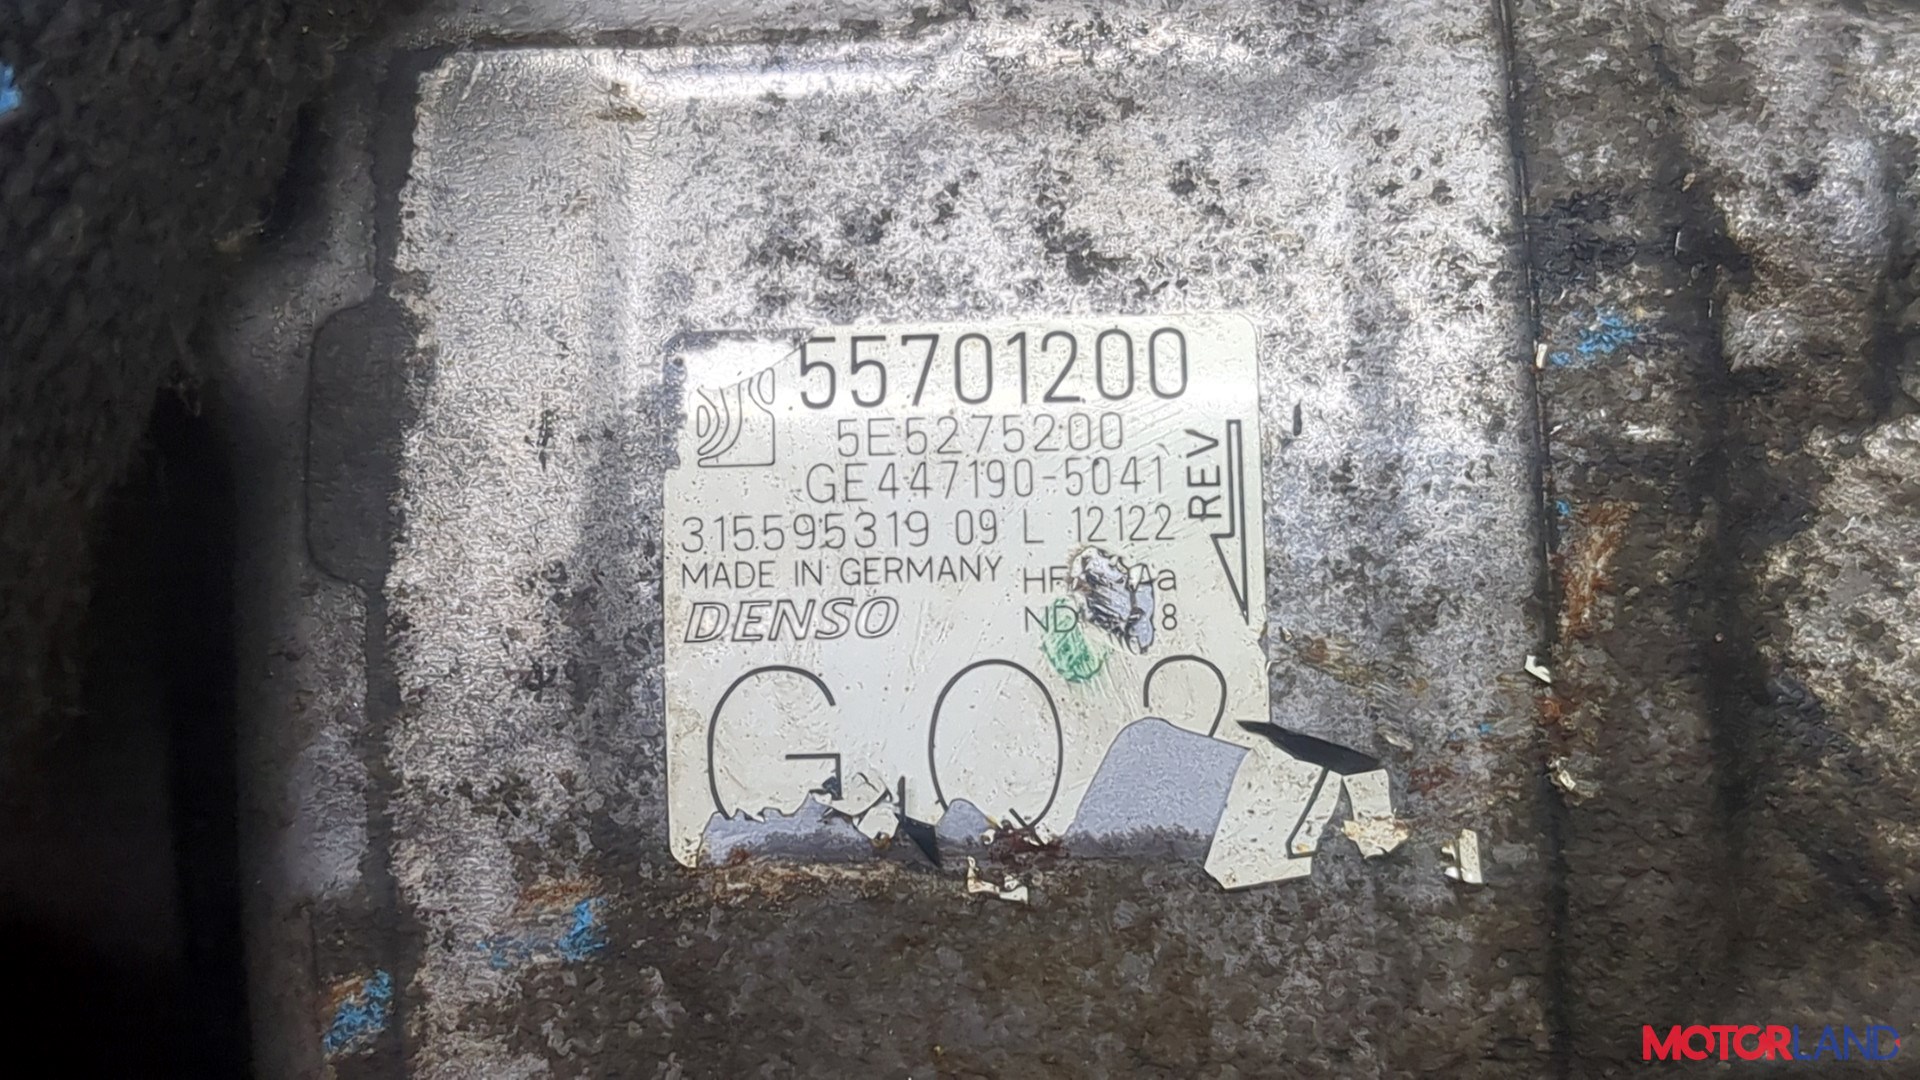 55701200
5E5275200
GE447190-5041
315595319 09 L 12122
REV
MADE IN GERMANY
DENSO
MOTORLAND